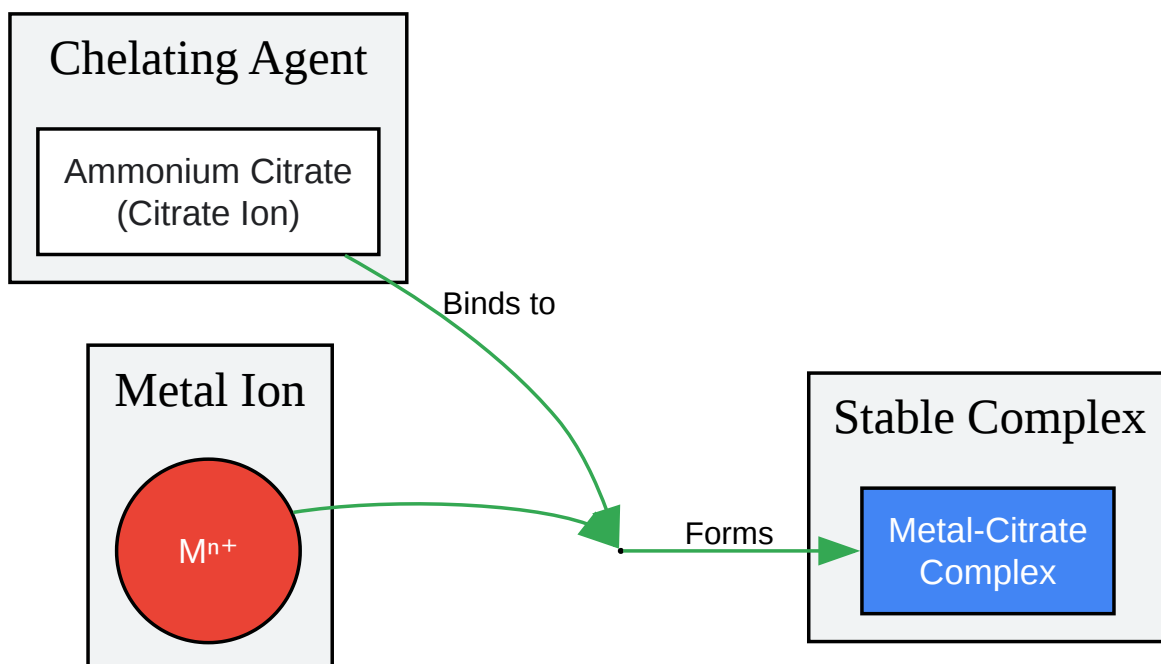 Chelating Agent
Ammonium Citrate
(Citrate Ion)
Binds to
Metal Ion
Mⁿ⁺
Forms
Stable Complex
Metal-Citrate
Complex